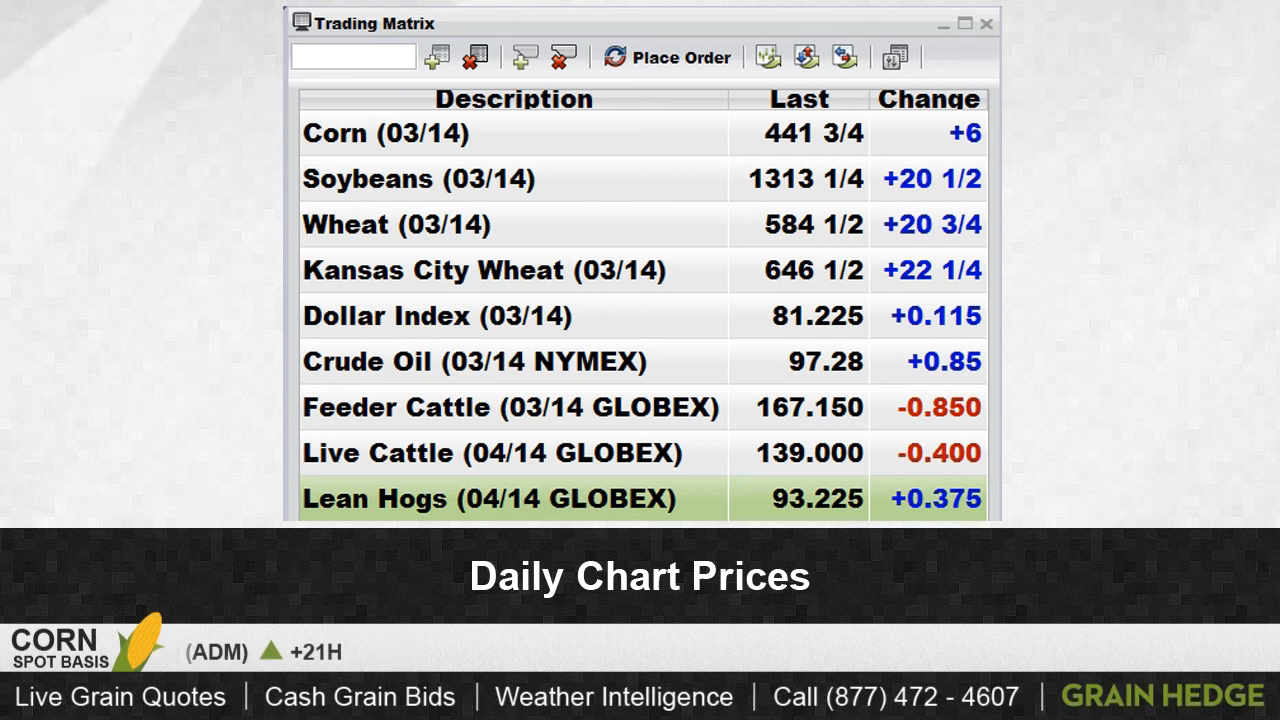 Trading Matrix
Place Order
Description Last Change
Corn (03/14) 441 3/4 +6
Soybeans (03/14) 1313 1/4 +20 1/2
Wheat (03/14) 584 1/2 +20 3/4
Kansas City Wheat (03/14) 646 1/2 +22 1/4
Dollar Index (03/14) 81.225 +0.115
Crude Oil (03/14 NYMEX) 97.28 +0.85
Feeder Cattle (03/14 GLOBEX) 167.150 -0.850
Live Cattle (04/14 GLOBEX) 139.000 -0.400
Lean Hogs (04/14 GLOBEX) 93.225 +0.375
Daily Chart Prices
CORN
SPOT BASIS
(ADM) +21H
Live Grain Quotes | Cash Grain Bids | Weather Intelligence | Call (877) 472 - 4607 | GRAIN HEDGE